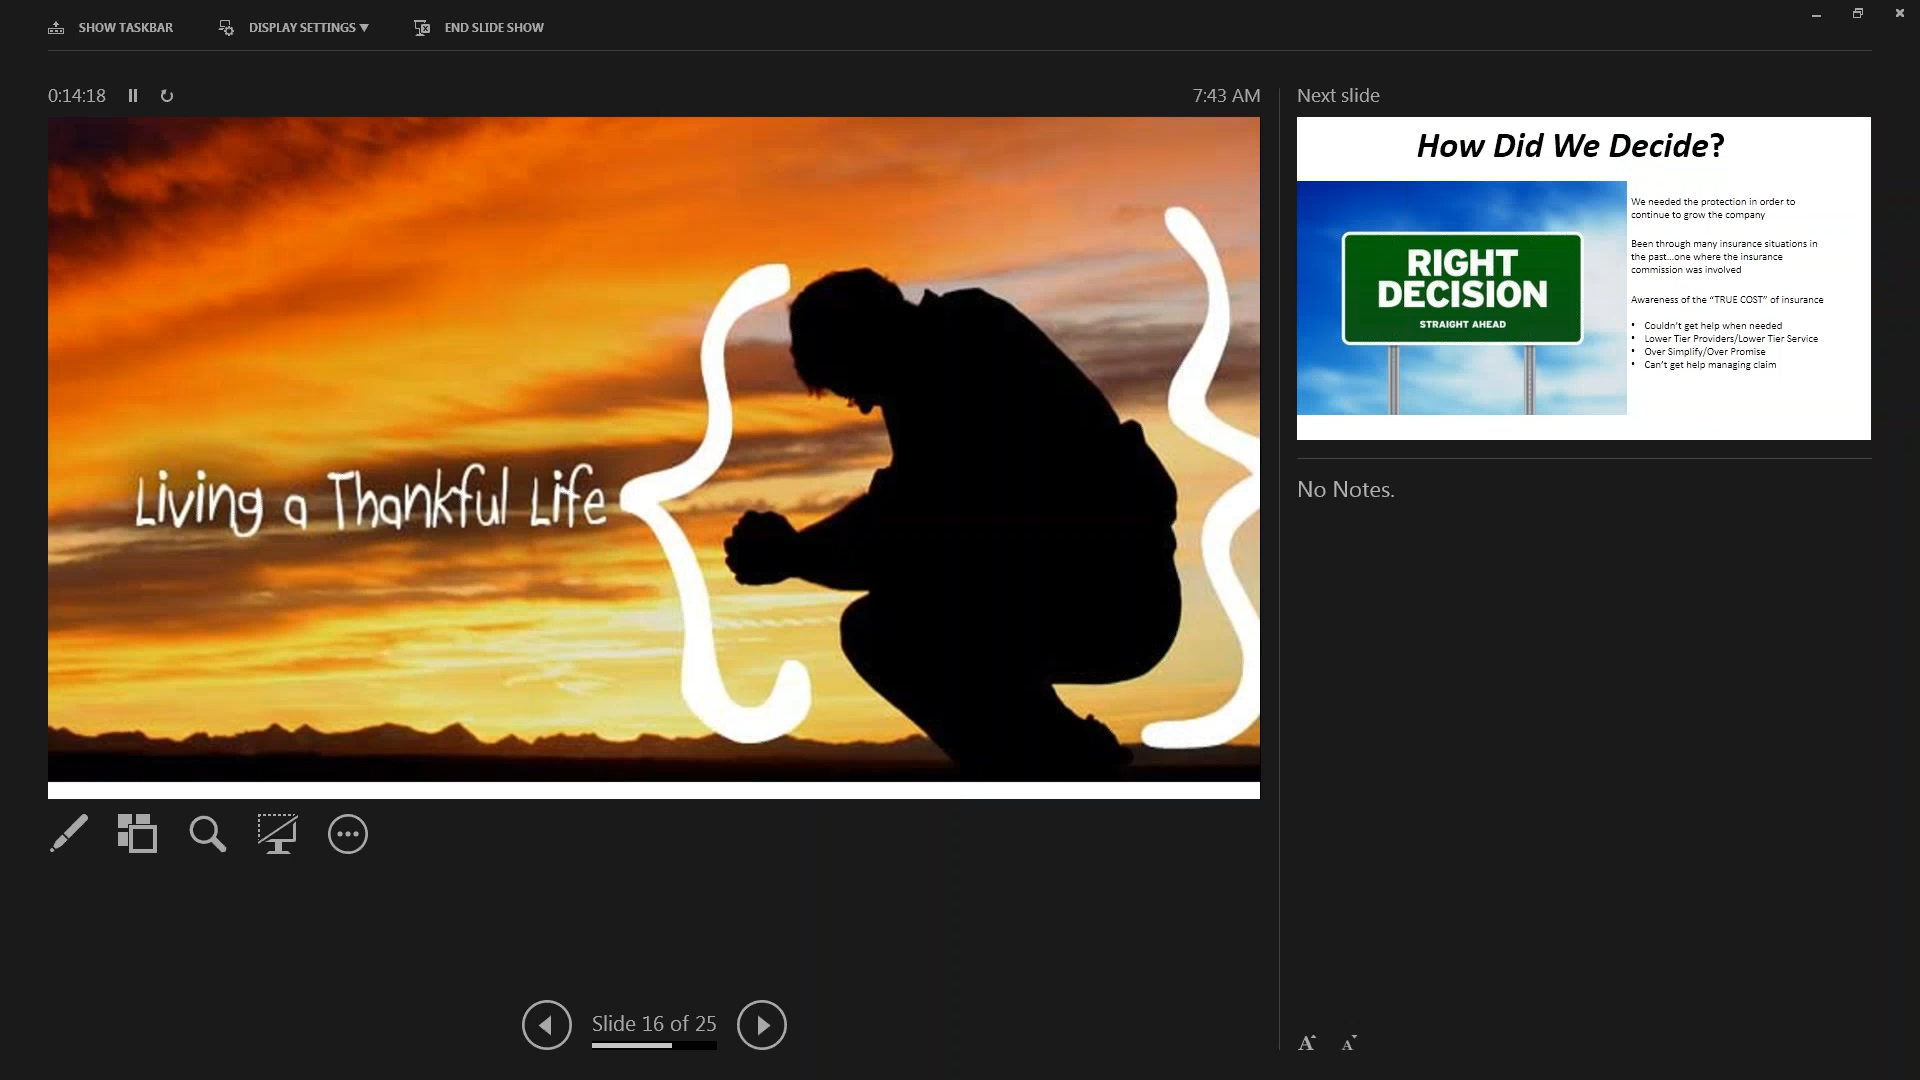 SHOW TASKBAR
DISPLAY SETTINGS ▼
END SLIDE SHOW
0:14:18
7:43 AM
Living a Thankful Life
Slide 16 of 25
Next slide
How Did We Decide?
RIGHT
DECISION
STRAIGHT AHEAD
We needed the protection in order to
continue to grow the company
Been through many insurance situations in
the past...one where the insurance
commission was involved
Awareness of the “TRUE COST” of insurance
• Couldn’t get help when needed
• Lower Tier Providers/Lower Tier Service
• Over Simplify/Over Promise
• Can’t get help managing claim
No Notes.
A A